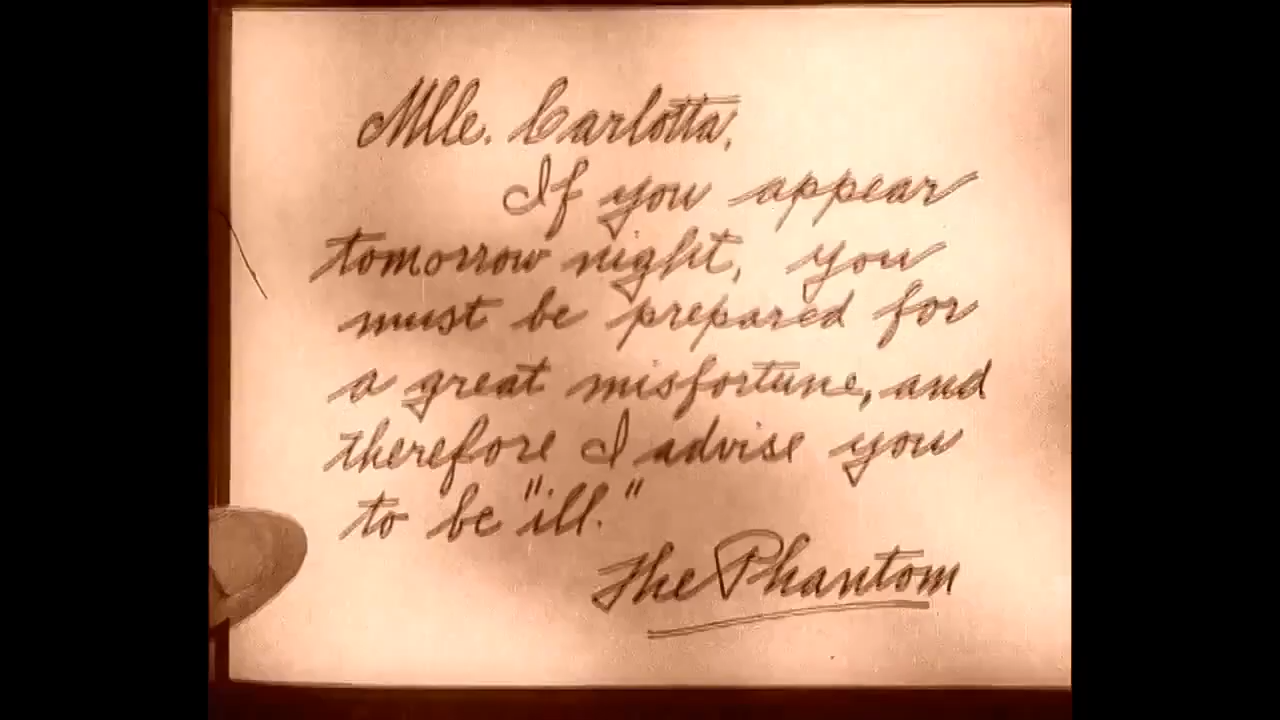 Mlle. Carlotta,
If you appear
tomorrow night, you
must be prepared for
a great misfortune, and
therefore I advise you
to be "ill."
The Phantom